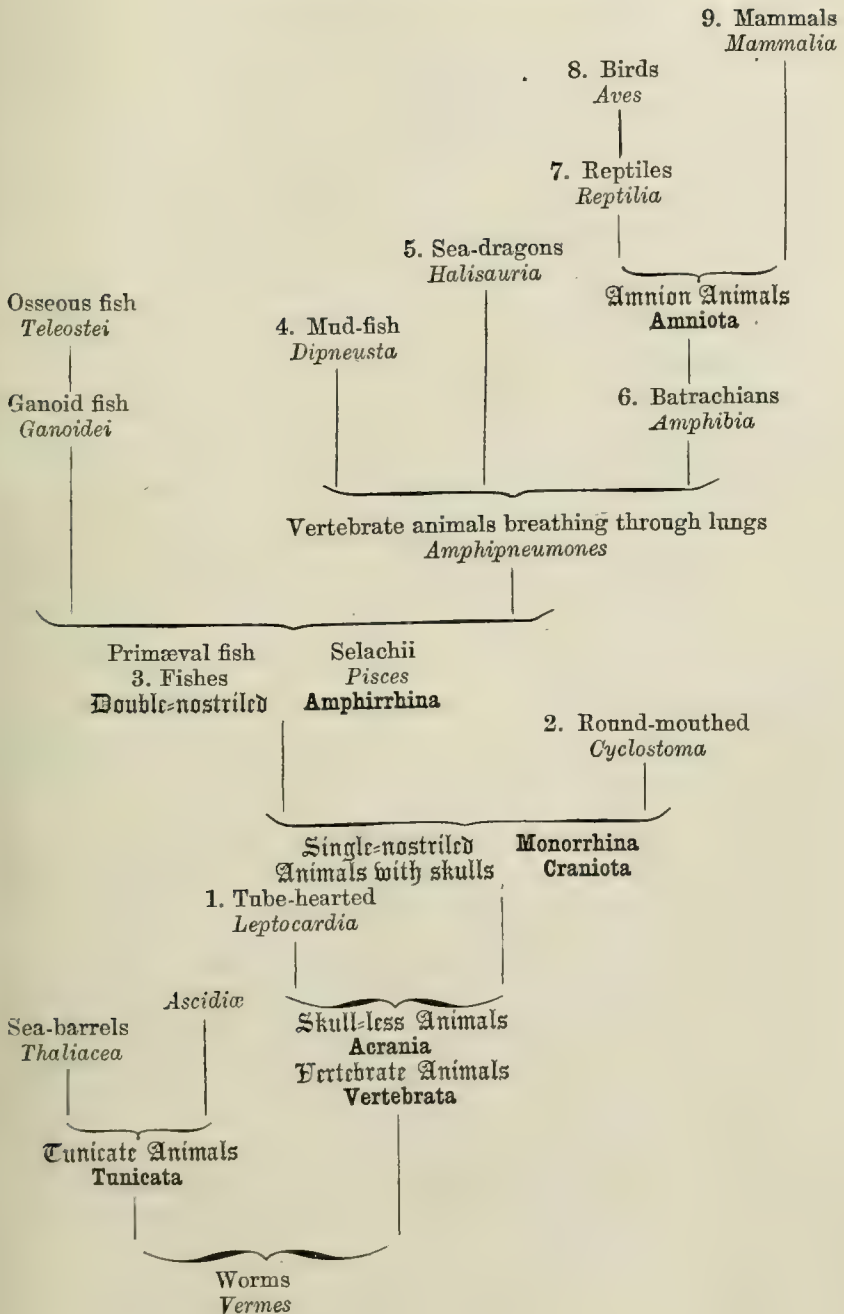 9. Mammals
Mammalia
8. Birds
Aves
7. Reptiles
Reptilia
5. Sea-dragons
Halisauria
Amnion Animals
Amniota
Osseous fish
Teleostei
4. Mud-fish
Dipneusta
Ganoid fish
Ganoidei
6. Batrachians
Amphibia
Vertebrate animals breathing through lungs
Amphipneumones
Primæval fish Selachii
3. Fishes Pisces
Double-nostriled Amphirrhina
2. Round-mouthed
Cyclostoma
Single-nostriled Monorrhina
Animals with skulls Craniota
1. Tube-hearted
Leptocardia
Ascidiæ
Sea-barrels
Thaliacea
Skull-less Animals
Acrania
Vertebrate Animals
Vertebrata
Tunicate Animals
Tunicata
Worms
Vermes